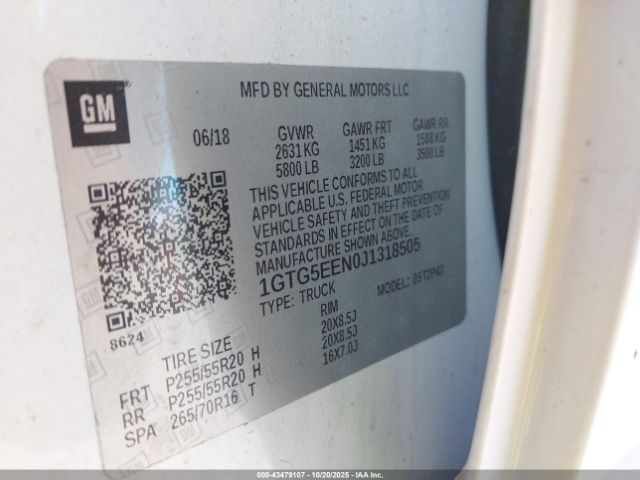 GM
MFD BY GENERAL MOTORS LLC
06/18 GVWR GAWR FRT GAWR RR
2631 KG 1451 KG 1588 KG
5800 LB 3200 LB 3500 LB
THIS VEHICLE CONFORMS TO ALL
APPLICABLE U.S. FEDERAL MOTOR
VEHICLE SAFETY AND THEFT PREVENTION
STANDARDS IN EFFECT ON THE DATE OF
MANUFACTURE SHOWN ABOVE.
1GTG5EEN0J1318505
TYPE: TRUCK MODEL:
8624
TIRE SIZE RIM
FRT P255/55R20 H 20X8.5J
RR P255/55R20 H 20X8.5J
SPA 265/70R16 T 16X7.0J
000-43479107 - 10/20/2025 - IAAI.com